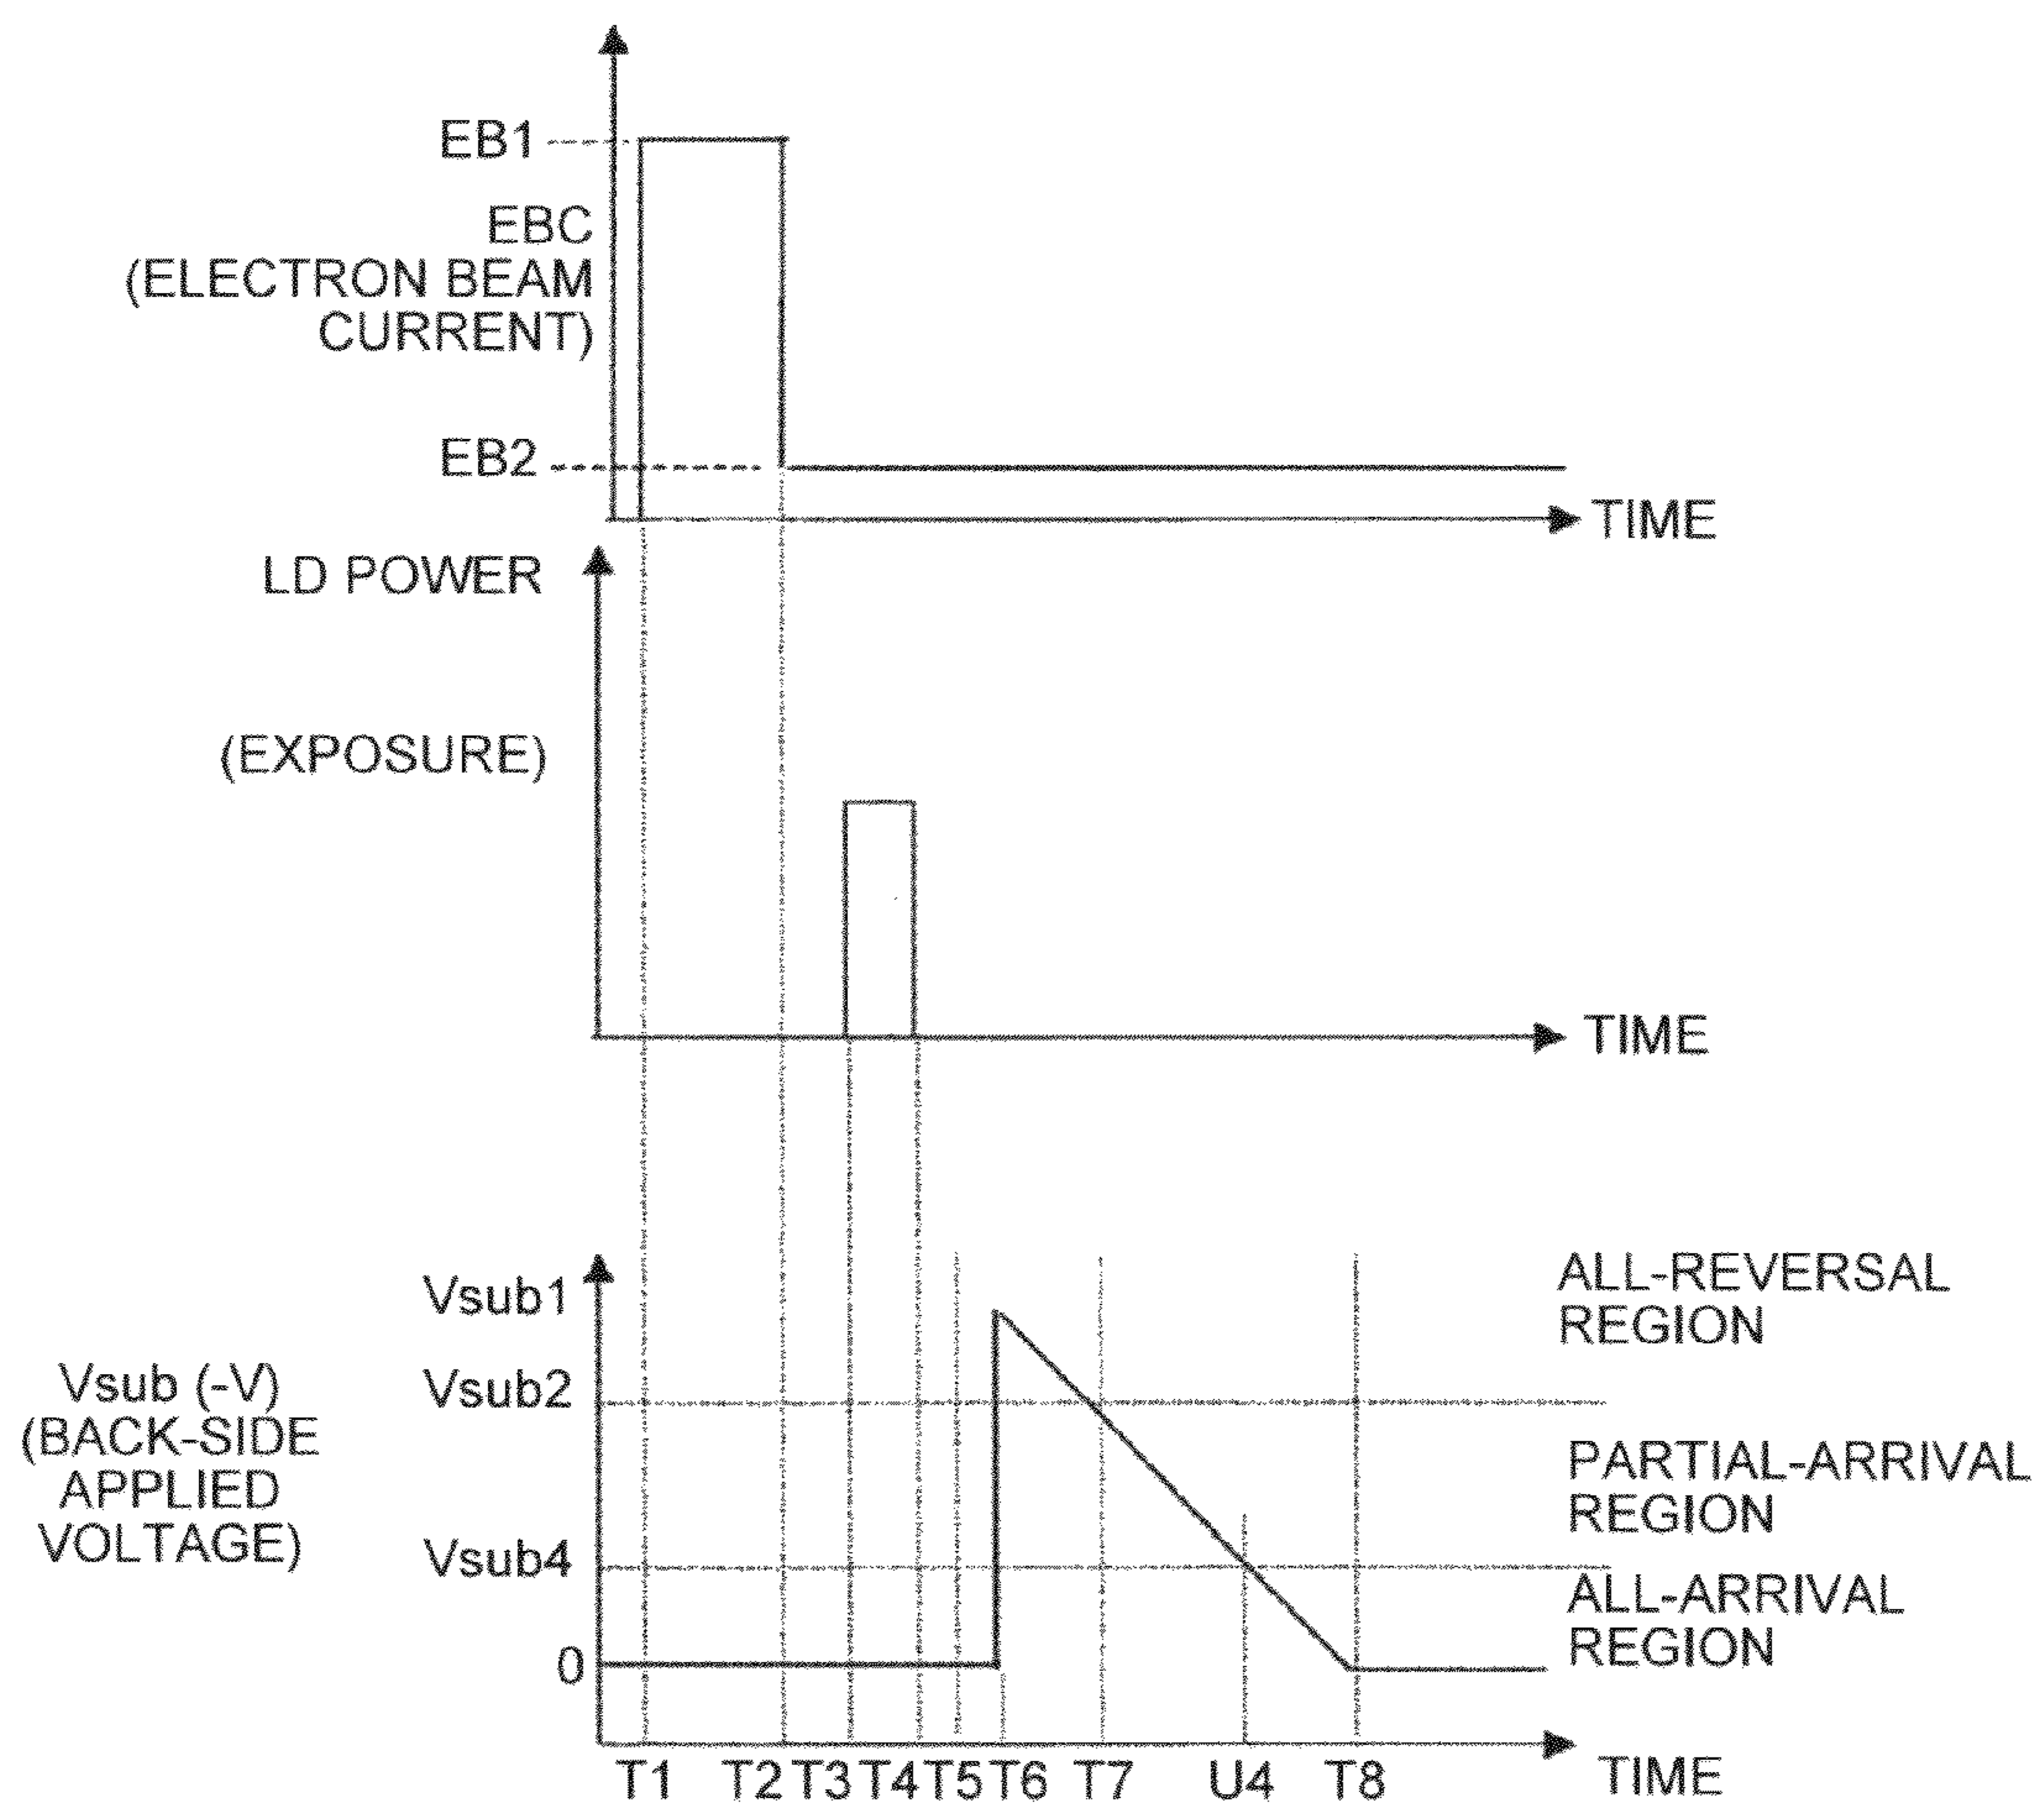 EB1
EBC
(ELECTRON BEAM
CURRENT)
EB2
TIME
LD POWER
(EXPOSURE)
TIME
Vsub1
ALL-REVERSAL
REGION
Vsub (-V)
(BACK-SIDE
APPLIED
VOLTAGE)
Vsub2
PARTIAL-ARRIVAL
REGION
Vsub4
ALL-ARRIVAL
REGION
0
T1 T2 T3 T4 T5 T6 T7 U4 T8 TIME